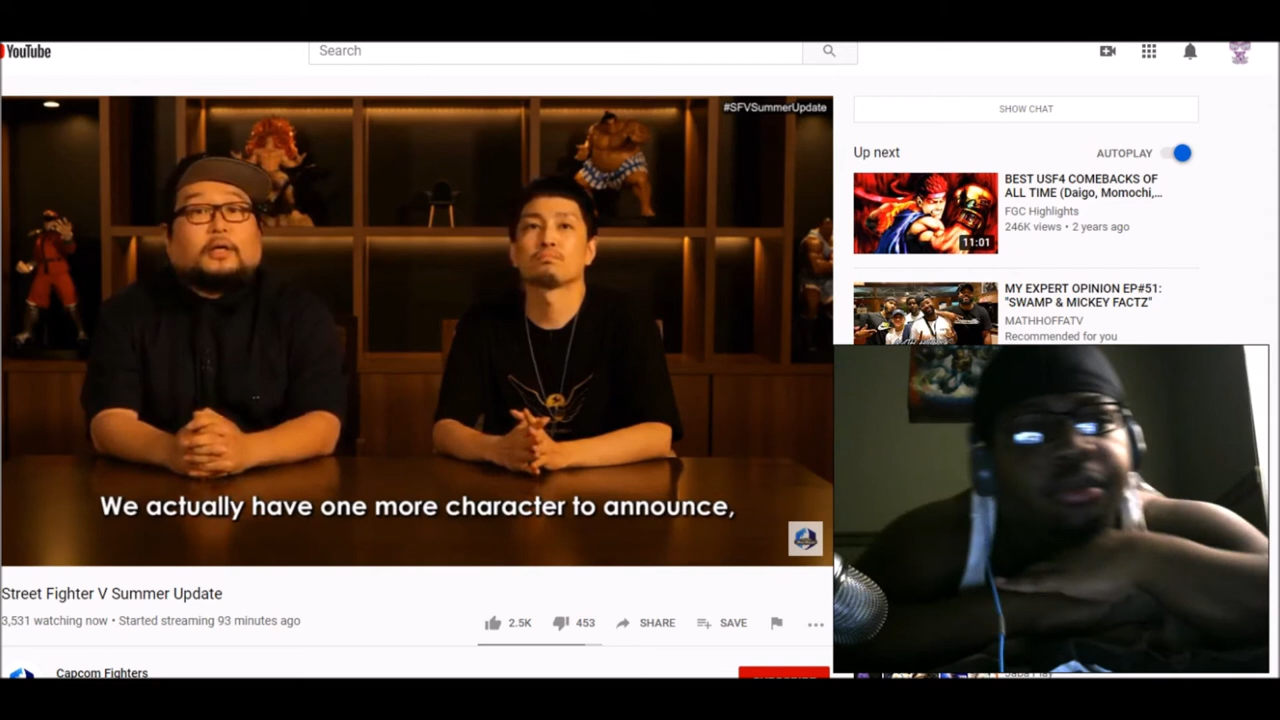 YouTube
Search
#SFVSummerUpdate
We actually have one more character to announce,
Street Fighter V Summer Update
3,531 watching now • Started streaming 93 minutes ago
2.5K
453
SHARE
SAVE
Capcom Fighters
SHOW CHAT
Up next
AUTOPLAY
11:01
BEST USF4 COMEBACKS OF
ALL TIME (Daigo, Momochi,...
FGC Highlights
246K views • 2 years ago
MY EXPERT OPINION EP#51:
"SWAMP & MICKEY FACTZ"
MATHHOFFATV
Recommended for you